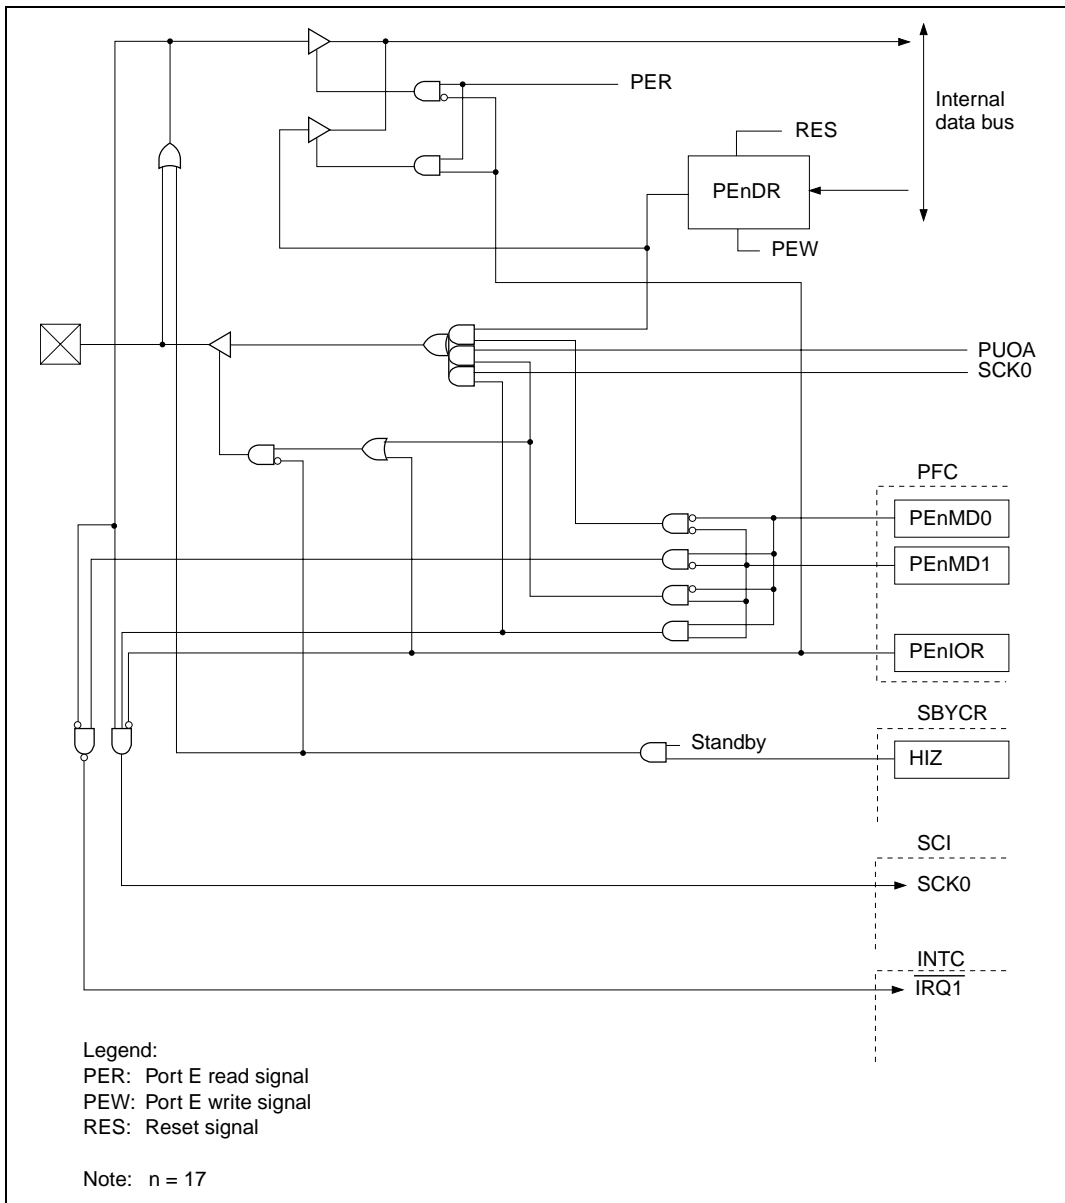 PER
Internal
data bus
RES
PEnDR
PEW
PUOA
SCK0
PFC
PEnMD0
PEnMD1
PEnIOR
SBYCR
Standby
HIZ
SCI
SCK0
INTC
IRQ1
Legend:
PER: Port E read signal
PEW: Port E write signal
RES: Reset signal
Note: n = 17